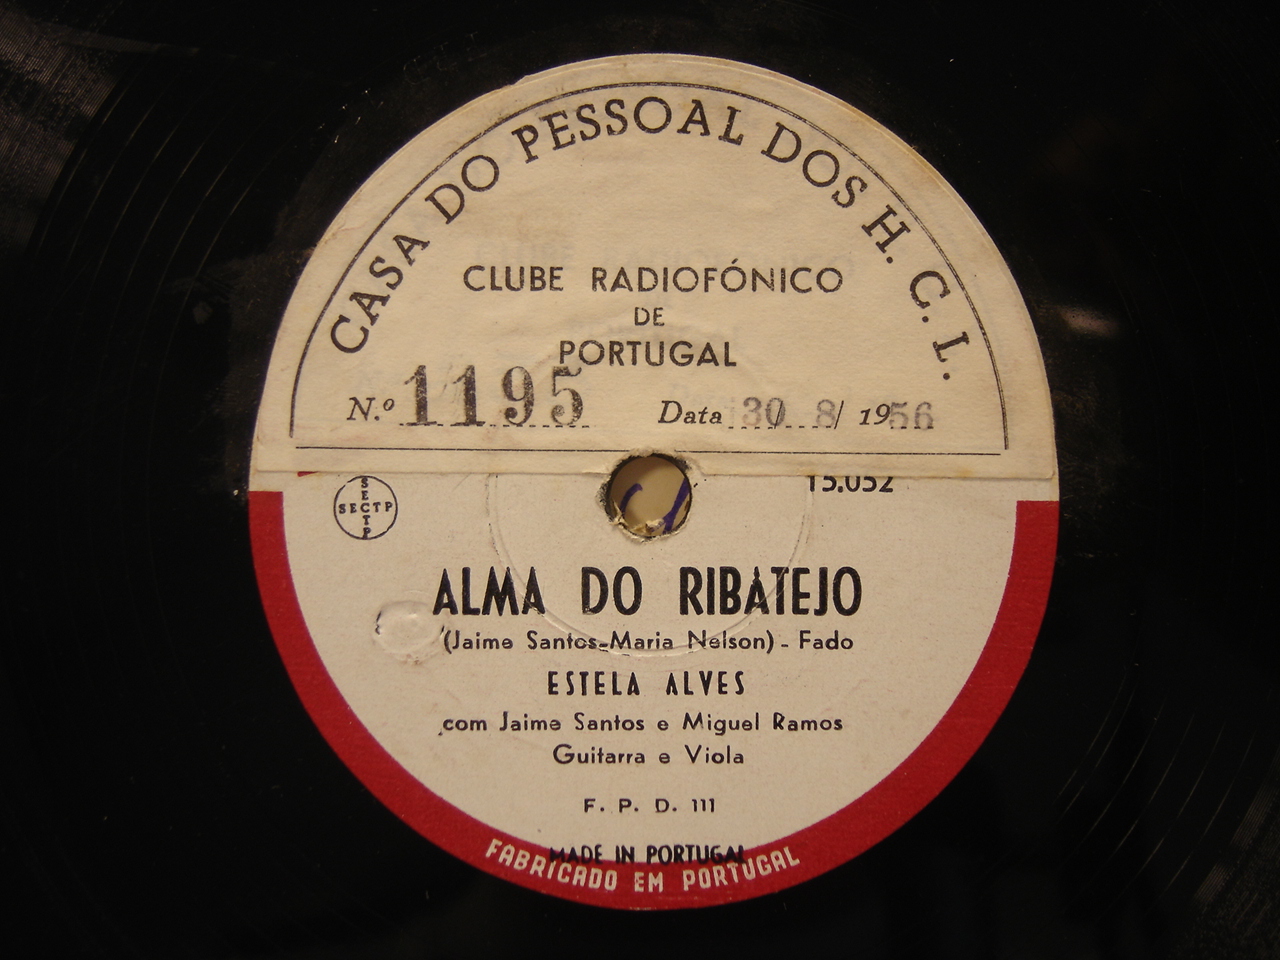 CASA DO PESSOAL DOS H. C. L.
CLUBE RADIOFÓNICO
DE
PORTUGAL
N.º 1195 Data 30/8/1956
SECTP
SECTP
15.052
ALMA DO RIBATEJO
(Jaime Santos-Maria Nelson) - Fado
ESTELA ALVES
com Jaime Santos e Miguel Ramos
Guitarra e Viola
F. P. D. 111
MADE IN PORTUGAL
FABRICADO EM PORTUGAL